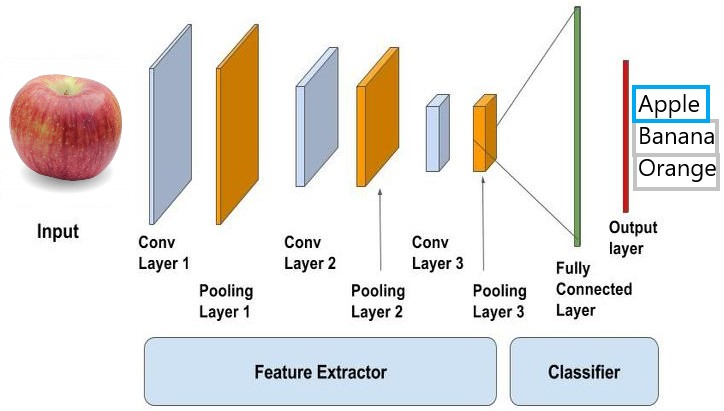 Apple
Banana
Orange
Input
Conv
Layer 1
Pooling
Layer 1
Conv
Layer 2
Pooling
Layer 2
Conv
Layer 3
Pooling
Layer 3
Fully
Connected
Layer
Output
layer
Feature Extractor
Classifier